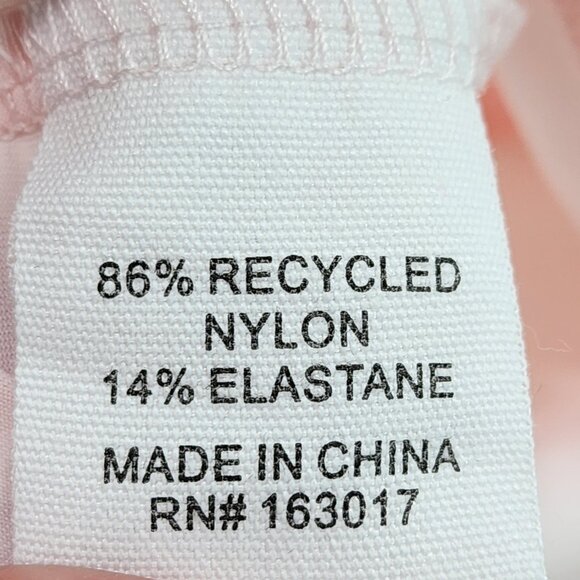 86% RECYCLED
NYLON
14% ELASTANE
MADE IN CHINA
RN# 163017